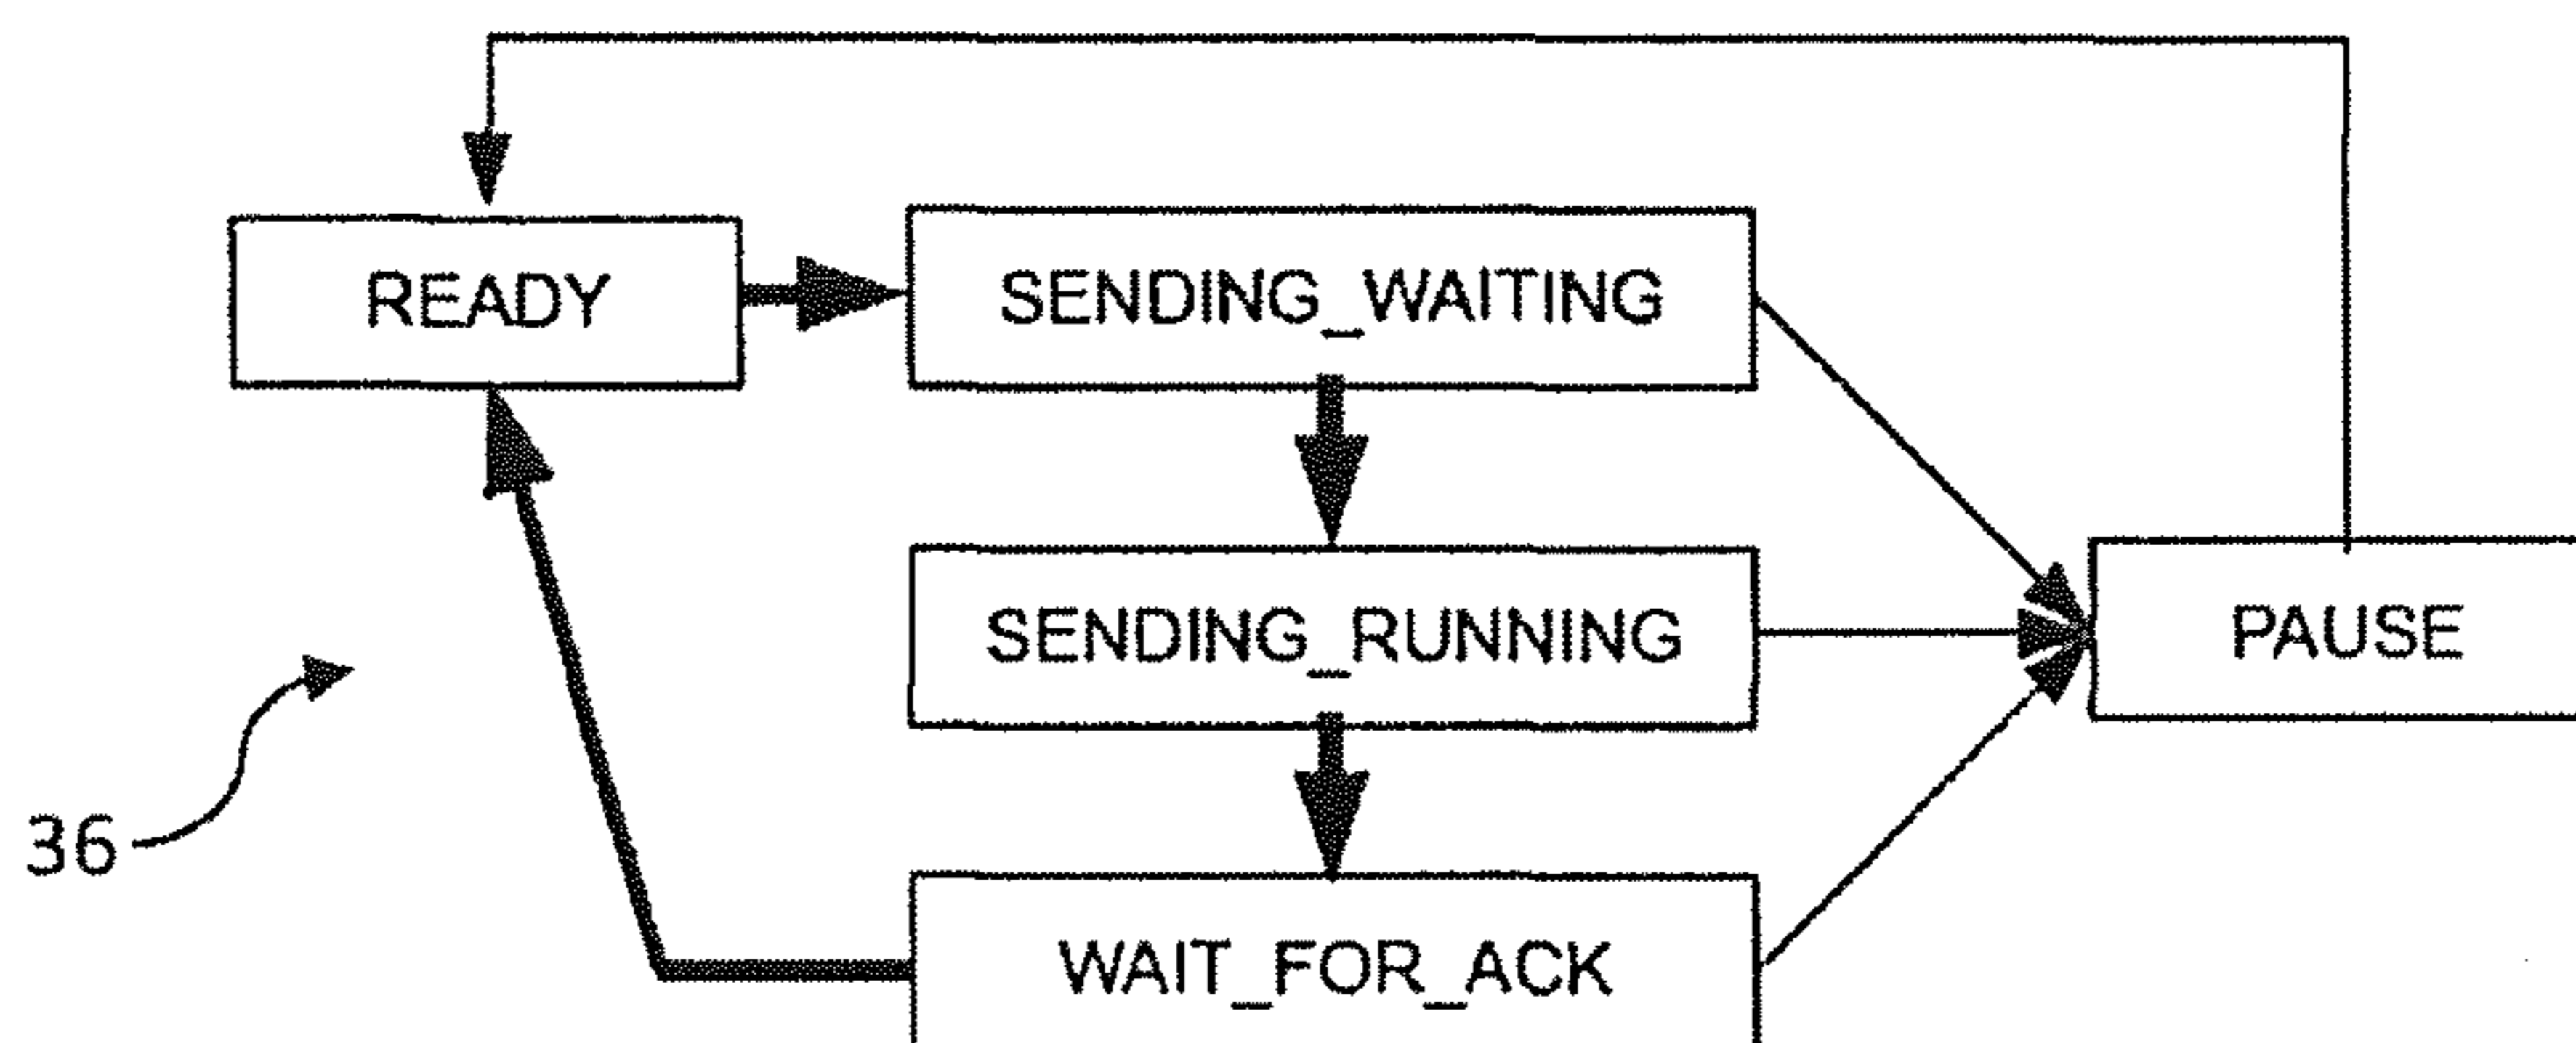 READY
SENDING_WAITING
SENDING_RUNNING
PAUSE
36
WAIT_FOR_ACK